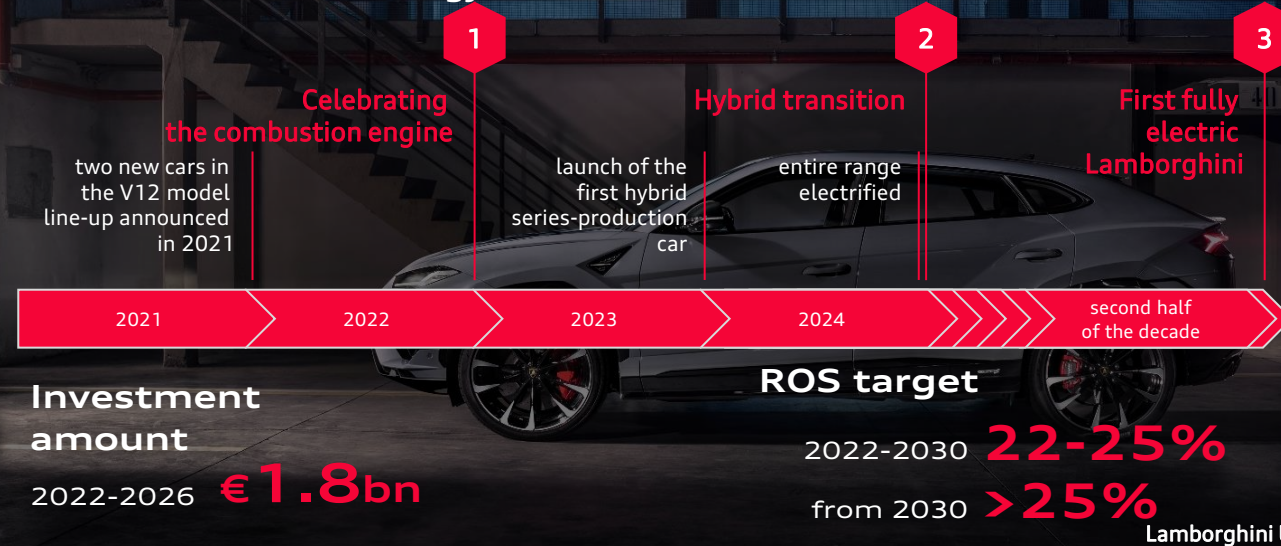 1
2
3
Celebrating
the combustion engine
Hybrid transition
First fully
electric
Lamborghini
two new cars in
the V12 model
line-up announced
in 2021
launch of the
first hybrid
series-production
car
entire range
electrified
2021
2022
2023
2024
second half
of the decade
Investment
amount
2022-2026 €1.8bn
ROS target
2022-2030 22-25%
from 2030 >25%
Lamborghini